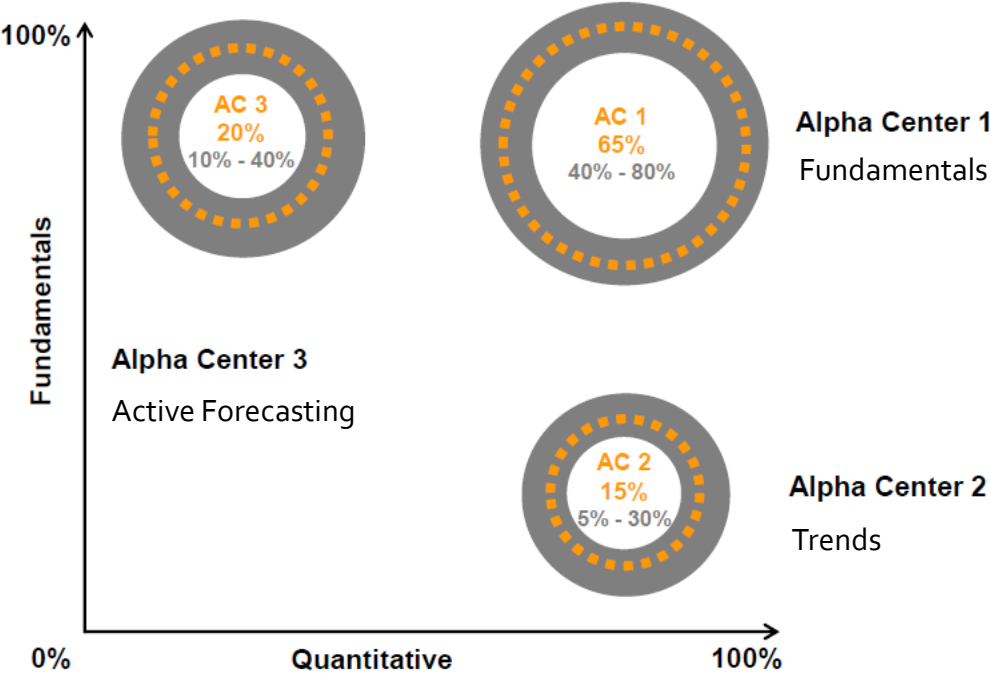 100%
AC 3
20%
10% - 40%
AC 1
65%
40% - 80%
Alpha Center 1
Fundamentals
Fundamentals
Alpha Center 3
Active Forecasting
AC 2
15%
5% - 30%
Alpha Center 2
Trends
0%
Quantitative
100%